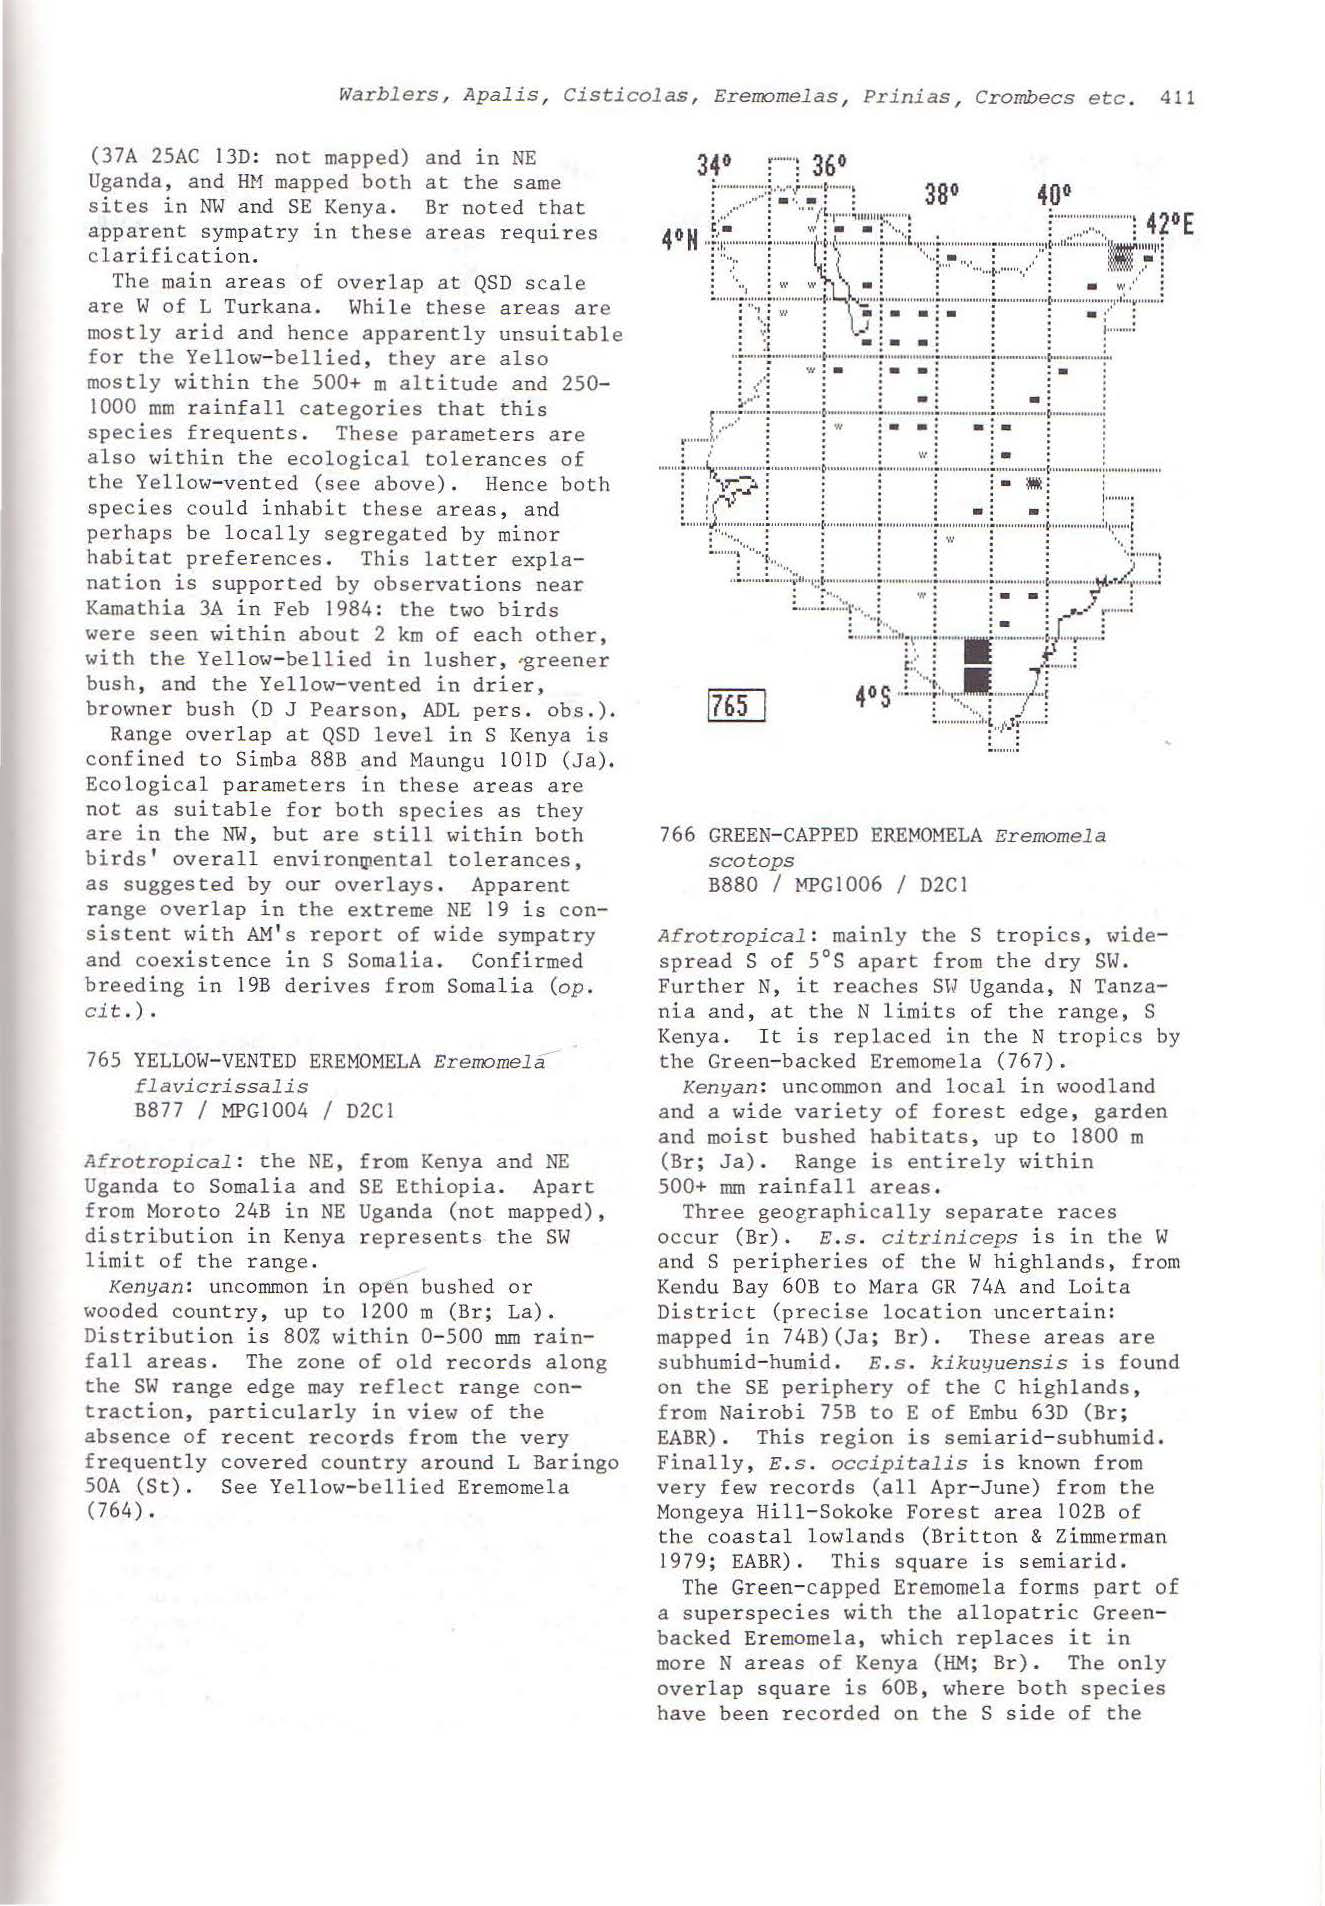 Warblers, Apalis, Cisticolas, Eremomelas, Prinias, Crombecs etc. 411
(37A 25AC 13D: not mapped) and in NE
Uganda, and HM mapped both at the same
sites in NW and SE Kenya. Br noted that
apparent sympatry in these areas requires
clarification.
The main areas of overlap at QSD scale
are W of L Turkana. While these areas are
mostly arid and hence apparently unsuitable
for the Yellow-bellied, they are also
mostly within the 500+ m altitude and 250-
1000 mm rainfall categories that this
species frequents. These parameters are
also within the ecological tolerances of
the Yellow-vented (see above). Hence both
species could inhabit these areas, and
perhaps be locally segregated by minor
habitat preferences. This latter expla-
nation is supported by observations near
Kamathia 3A in Feb 1984: the two birds
were seen within about 2 km of each other,
with the Yellow-bellied in lusher, greener
bush, and the Yellow-vented in drier,
browner bush (D J Pearson, ADL pers. obs.).
Range overlap at QSD level in S Kenya is
confined to Simba 88B and Maungu 101D (Ja).
Ecological parameters in these areas are
not as suitable for both species as they
are in the NW, but are still within both
birds' overall environmental tolerances,
as suggested by our overlays. Apparent
range overlap in the extreme NE 19 is con-
sistent with AM's report of wide sympatry
and coexistence in S Somalia. Confirmed
breeding in 19B derives from Somalia (op.
cit.).
765 YELLOW-VENTED EREMOMELA Eremomela
flavicrissalis
B877 / MPG1004 / D2C1
Afrotropical: the NE, from Kenya and NE
Uganda to Somalia and SE Ethiopia. Apart
from Moroto 24B in NE Uganda (not mapped),
distribution in Kenya represents the SW
limit of the range.
Kenyan: uncommon in open bushed or
wooded country, up to 1200 m (Br; La).
Distribution is 80% within 0-500 mm rain-
fall areas. The zone of old records along
the SW range edge may reflect range con-
traction, particularly in view of the
absence of recent records from the very
frequently covered country around L Baringo
50A (St). See Yellow-bellied Eremomela
(764).
34° 36°
38° 40°
42°E
4°N
4°S
765
766 GREEN-CAPPED EREMOMELA Eremomela
scotops
B880 / MPG1006 / D2C1
Afrotropical: mainly the S tropics, wide-
spread S of 5°S apart from the dry SW.
Further N, it reaches SW Uganda, N Tanza-
nia and, at the N limits of the range, S
Kenya. It is replaced in the N tropics by
the Green-backed Eremomela (767).
Kenyan: uncommon and local in woodland
and a wide variety of forest edge, garden
and moist bushed habitats, up to 1800 m
(Br; Ja). Range is entirely within
500+ mm rainfall areas.
Three geographically separate races
occur (Br). E.s. citriniceps is in the W
and S peripheries of the W highlands, from
Kendu Bay 60B to Mara GR 74A and Loita
District (precise location uncertain:
mapped in 74B)(Ja; Br). These areas are
subhumid-humid. E.s. kikuyuensis is found
on the SE periphery of the C highlands,
from Nairobi 75B to E of Embu 63D (Br;
EABR). This region is semiarid-subhumid.
Finally, E.s. occipitalis is known from
very few records (all Apr-June) from the
Mongeya Hill-Sokoke Forest area 102B of
the coastal lowlands (Britton & Zimmerman
1979; EABR). This square is semiarid.
The Green-capped Eremomela forms part of
a superspecies with the allopatric Green-
backed Eremomela, which replaces it in
more N areas of Kenya (HM; Br). The only
overlap square is 60B, where both species
have been recorded on the S side of the